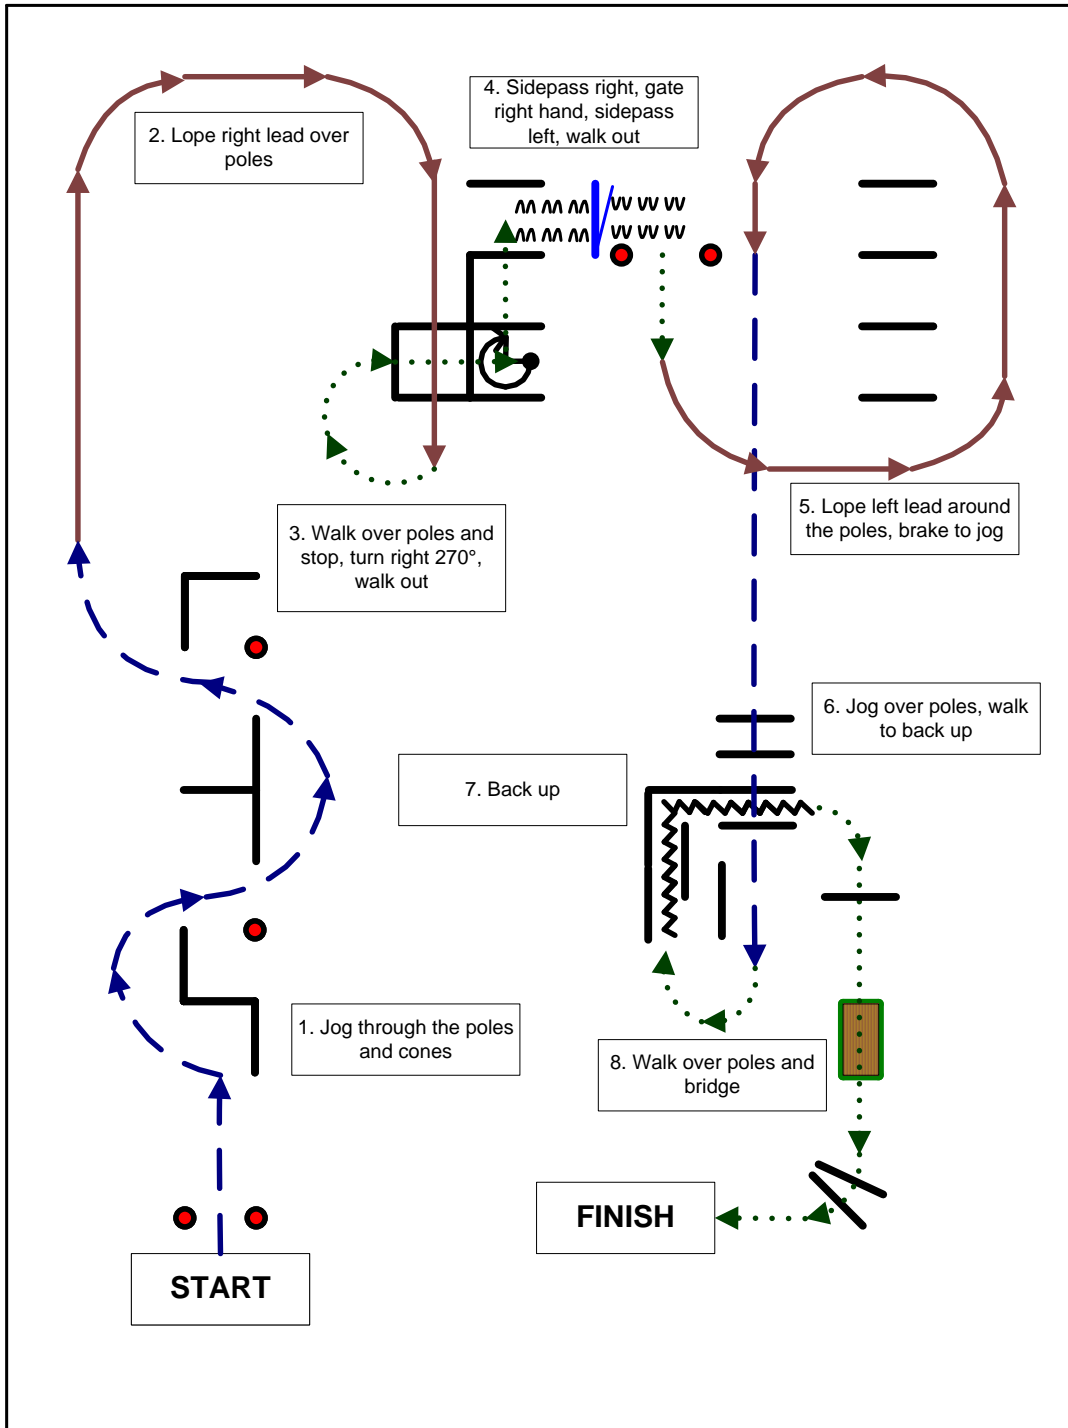 4. Sidepass right, gate
right hand, sidepass
left, walk out
2. Lope right lead over
poles
5. Lope left lead around
the poles, brake to jog
3. Walk over poles and
stop, turn right 270°,
walk out
6. Jog over poles, walk
to back up
7. Back up
1. Jog through the poles
and cones
8. Walk over poles and
bridge
FINISH
START